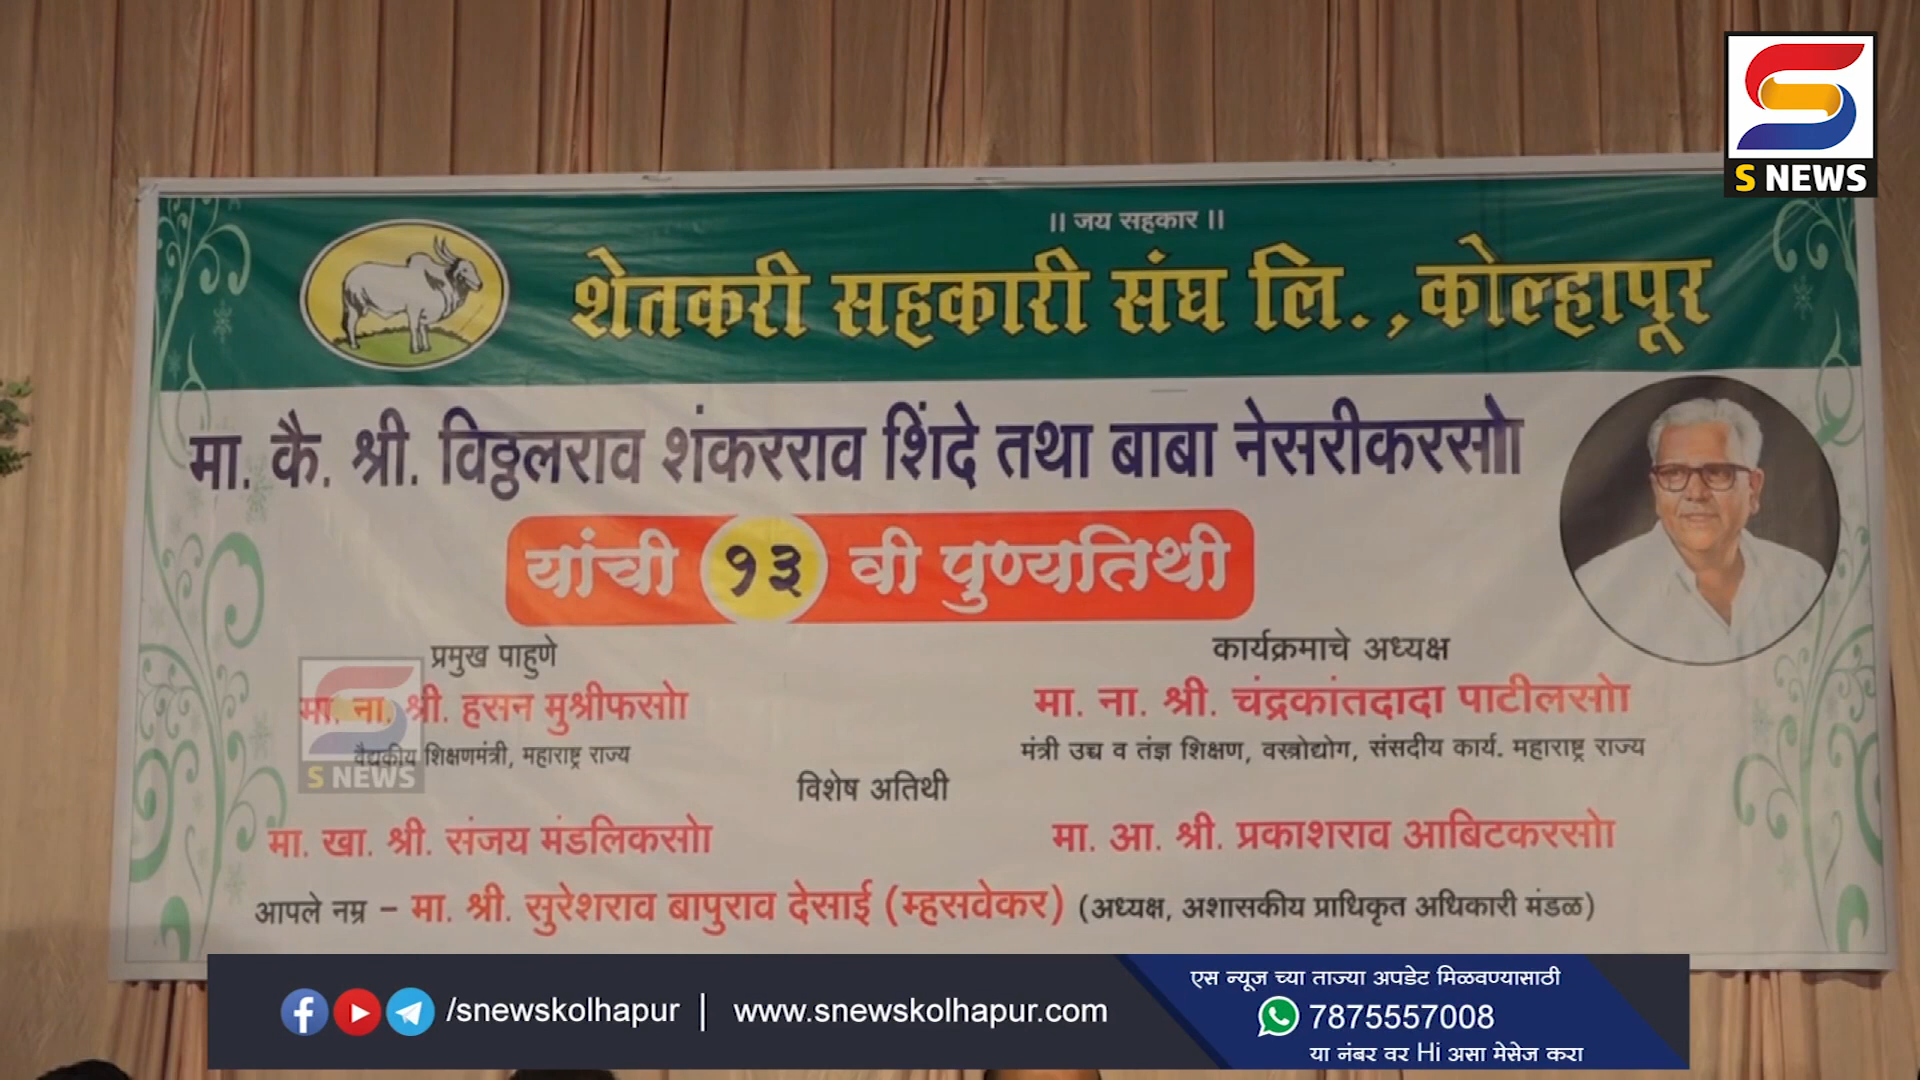 S NEWS
|| जय सहकार ||
शेतकरी सहकारी संघ लि.,कोल्हापूर
मा. कै. श्री. विठ्ठलराव शंकरराव शिंदे तथा बाबा नेसरीकरसाो
यांची १३ वी पुण्यतिथी
प्रमुख पाहुणे
मा. ना. श्री. हसन मुश्रीफसाो
वैद्यकीय शिक्षणमंत्री, महाराष्ट्र राज्य
कार्यक्रमाचे अध्यक्ष
मा. ना. श्री. चंद्रकांतदादा पाटीलसाो
मंत्री उच्च व तंज्ञ शिक्षण, वस्त्रोद्योग, संसदीय कार्य. महाराष्ट्र राज्य
S NEWS
विशेष अतिथी
मा. खा. श्री. संजय मंडलिकसाो
मा. आ. श्री. प्रकाशराव आबिटकरसाो
आपले नम्र – मा. श्री. सुरेशराव बापुराव देसाई (म्हसवेकर) (अध्यक्ष, अशासकीय प्राधिकृत अधिकारी मंडळ)
/snewskolhapur | www.snewskolhapur.com
एस न्यूज च्या ताज्या अपडेट मिळवण्यासाठी
7875557008
या नंबर वर Hi असा मेसेज करा